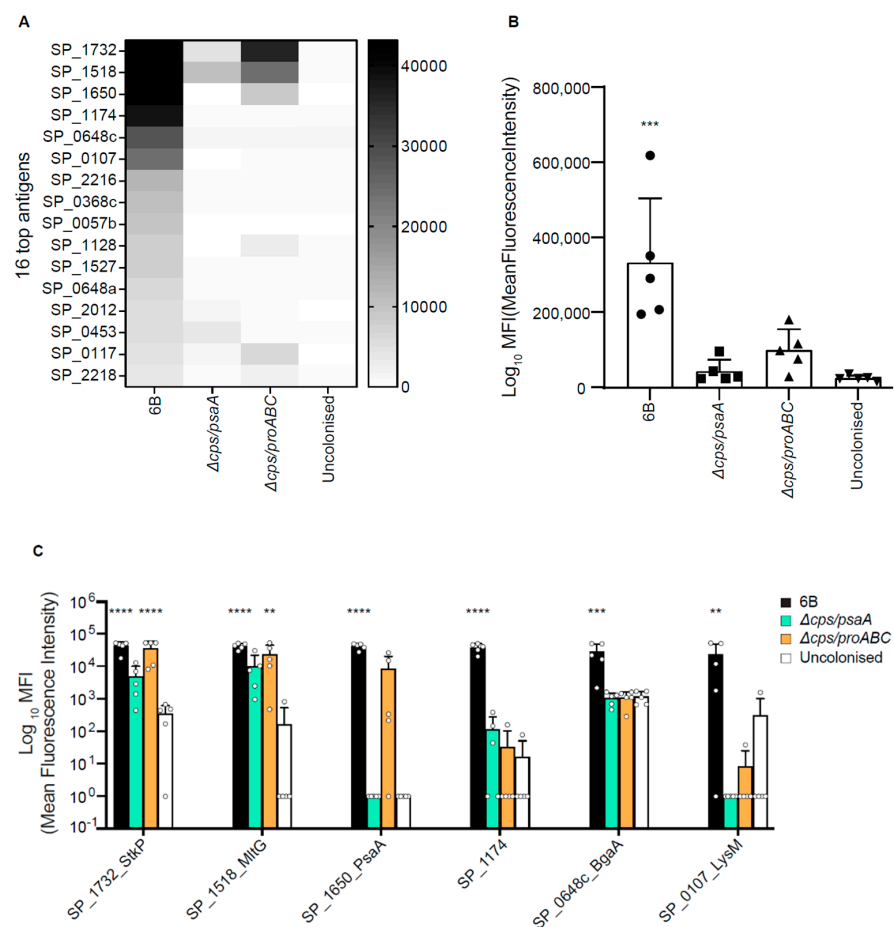 A
16 top antigens
SP_1732
SP_1518
SP_1650
SP_1174
SP_0648c
SP_0107
SP_2216
SP_0368c
SP_0057b
SP_1128
SP_1527
SP_0648a
SP_2012
SP_0453
SP_0117
SP_2218
6B
Δcps/psaA
Δcps/proABC
Uncolonised
40000
30000
20000
10000
0
B
Log10 MFI(MeanFluorescenceIntensity)
800,000
600,000
400,000
200,000
0
***
6B
Δcps/psaA
Δcps/proABC
Uncolonised
C
Log 10 MFI
(Mean Fluorescence Intensity)
10^6
10^5
10^4
10^3
10^2
10^1
10^0
10^-1
**** ****
**** **
****
****
***
**
SP_1732_StkP
SP_1518_MltG
SP_1650_PsaA
SP_1174
SP_0648c_BgaA
SP_0107_LysM
6B
Δcps/psaA
Δcps/proABC
Uncolonised